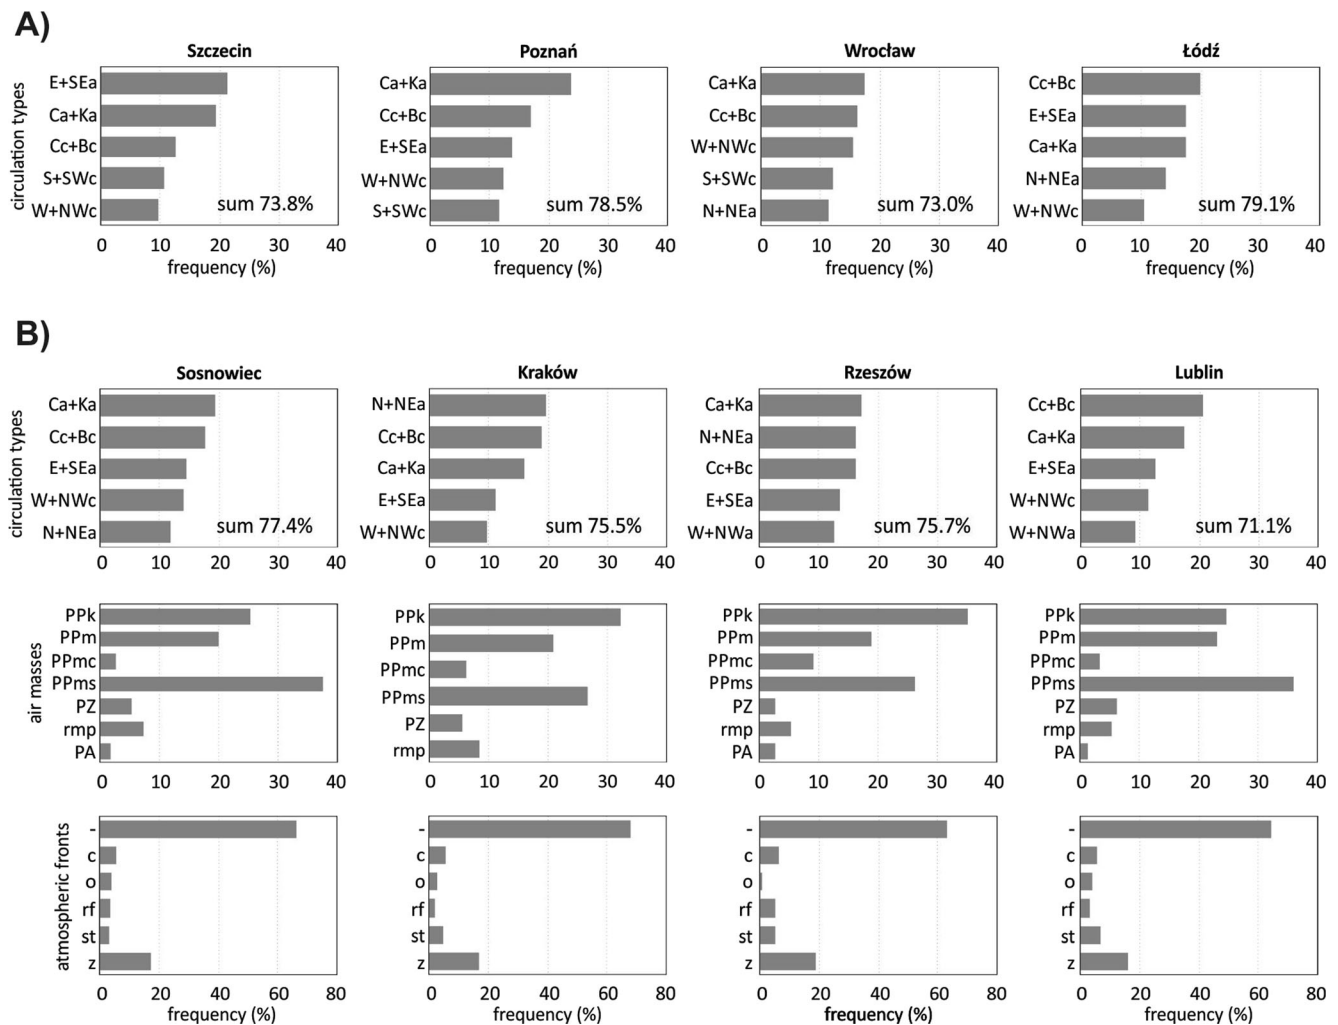 A)
Szczecin
circulation types
E+SEa
Ca+Ka
Cc+Bc
S+SWc
W+NWc
sum 73.8%
0 10 20 30 40
frequency (%)
Poznań
Ca+Ka
Cc+Bc
E+SEa
W+NWc
S+SWc
sum 78.5%
0 10 20 30 40
frequency (%)
Wrocław
Ca+Ka
Cc+Bc
W+NWc
S+SWc
N+NEa
sum 73.0%
0 10 20 30 40
frequency (%)
Łódź
Cc+Bc
E+SEa
Ca+Ka
N+NEa
W+NWc
sum 79.1%
0 10 20 30 40
frequency (%)
B)
Sosnowiec
circulation types
Ca+Ka
Cc+Bc
E+SEa
W+NWc
N+NEa
sum 77.4%
0 10 20 30 40
Kraków
N+NEa
Cc+Bc
Ca+Ka
E+SEa
W+NWc
sum 75.5%
0 10 20 30 40
Rzeszów
Ca+Ka
N+NEa
Cc+Bc
E+SEa
W+NWa
sum 75.7%
0 10 20 30 40
Lublin
Cc+Bc
Ca+Ka
E+SEa
W+NWc
W+NWa
sum 71.1%
0 10 20 30 40
air masses
PPk
PPm
PPmc
PPms
PZ
rmp
PA
0 10 20 30 40
PPk
PPm
PPmc
PPms
PZ
rmp
0 10 20 30 40
PPk
PPm
PPmc
PPms
PZ
rmp
PA
0 10 20 30 40
PPk
PPm
PPmc
PPms
PZ
rmp
PA
0 10 20 30 40
atmospheric fronts
-
c
o
rf
st
z
0 20 40 60 80
frequency (%)
-
c
o
rf
st
z
0 20 40 60 80
frequency (%)
-
c
o
rf
st
z
0 20 40 60 80
frequency (%)
-
c
o
rf
st
z
0 20 40 60 80
frequency (%)